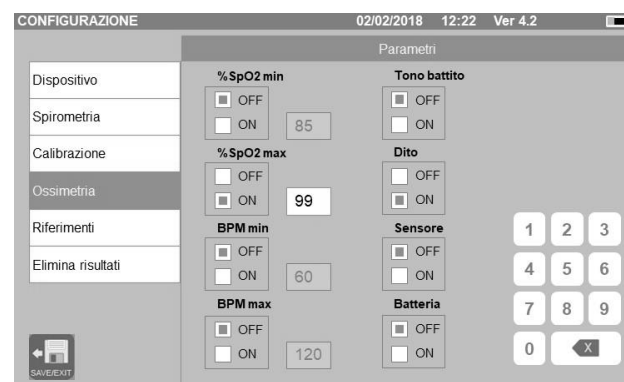 CONFIGURAZIONE 02/02/2018 12:22 Ver 4.2
Parametri
Dispositivo
Spirometria
Calibrazione
Ossimetria
Riferimenti
Elimina risultati
SAVE/EXIT
%SpO2 min
OFF
ON 85
%SpO2 max
OFF
ON 99
BPM min
OFF
ON 60
BPM max
OFF
ON 120
Tono battito
OFF
ON
Dito
OFF
ON
Sensore
OFF
ON
Batteria
OFF
ON
1 2 3
4 5 6
7 8 9
0 X